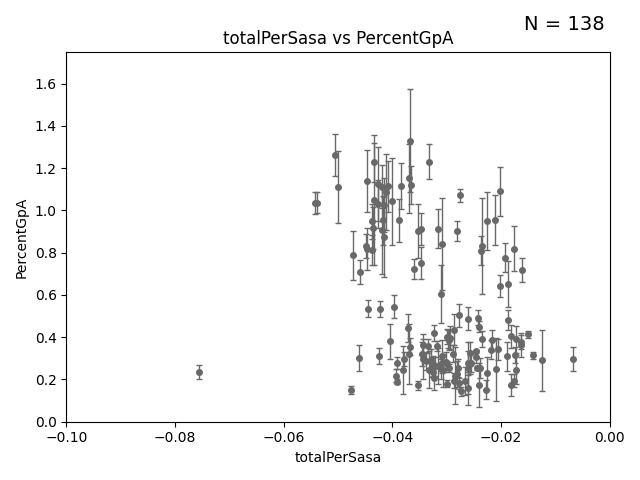 N = 138
totalPerSasa vs PercentGpA
1.6
1.4
1.2
1.0
0.8
0.6
0.4
0.2
0.0
PercentGpA
−0.10 −0.08 −0.06 −0.04 −0.02 0.00
totalPerSasa